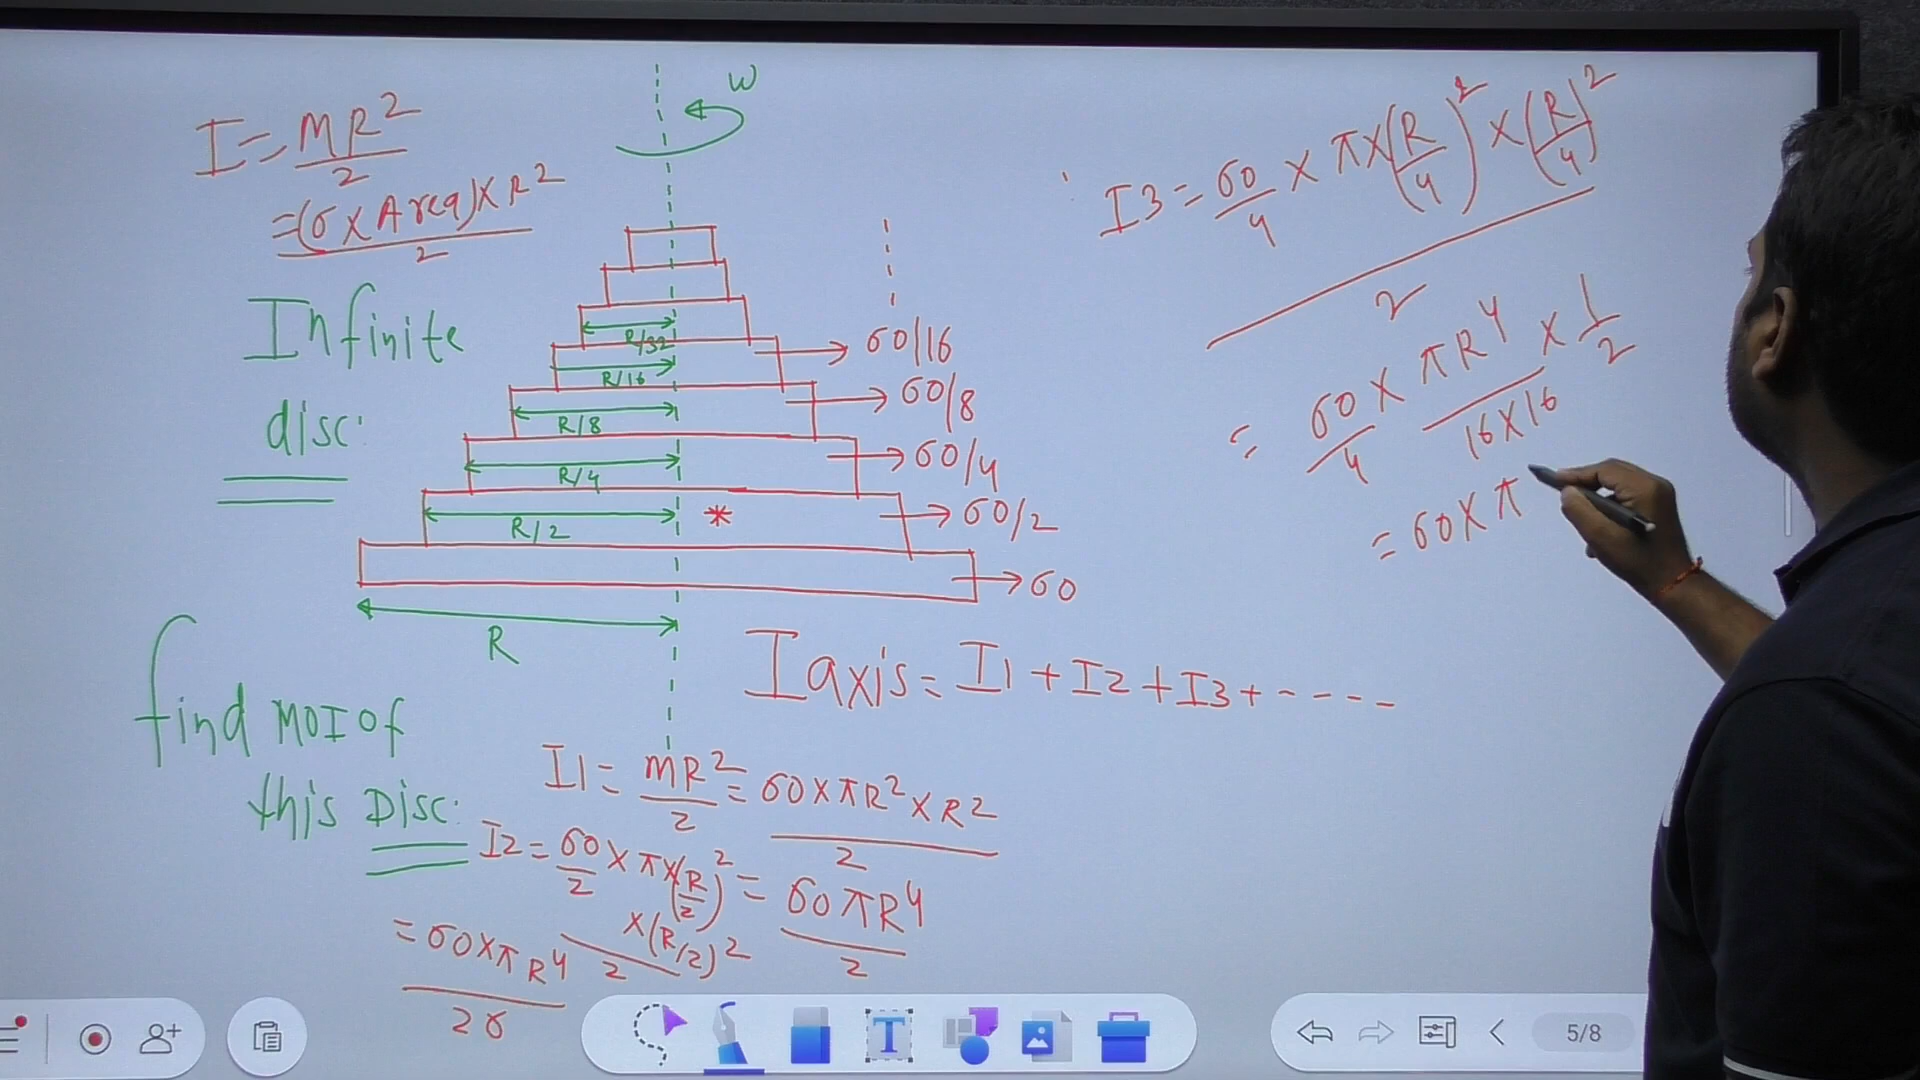 I = MR²/2
= (σ × Area) × R²/2
Infinite
disc:
ω
R/32
R/16
R/8
R/4
R/2
R
*
σ0/16
σ0/8
σ0/4
σ0/2
σ0
find MOI of
this Disc:
I axis = I1 + I2 + I3 + ----
I1 = MR²/2 = σ0 × πR² × R²/2
= σ0πR⁴/2
I2 = σ0/2 × π × (R/2)² × (R/2)²/2
= σ0 × πR⁴/2⁶
I3 = σ0/4 × π × (R/4)² × (R/4)²/2
= σ0/4 × πR⁴/16×16 × 1/2
= σ0 × π
T
5/8